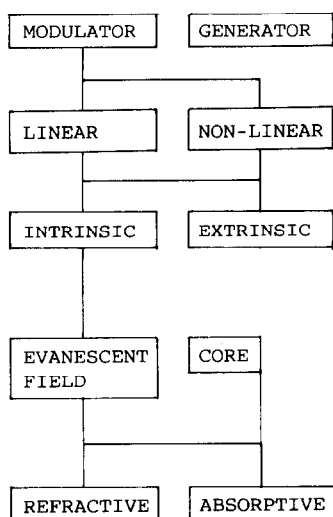 MODULATOR GENERATOR
LINEAR NON-LINEAR
INTRINSIC EXTRINSIC
EVANESCENT CORE
FIELD
REFRACTIVE ABSORPTIVE